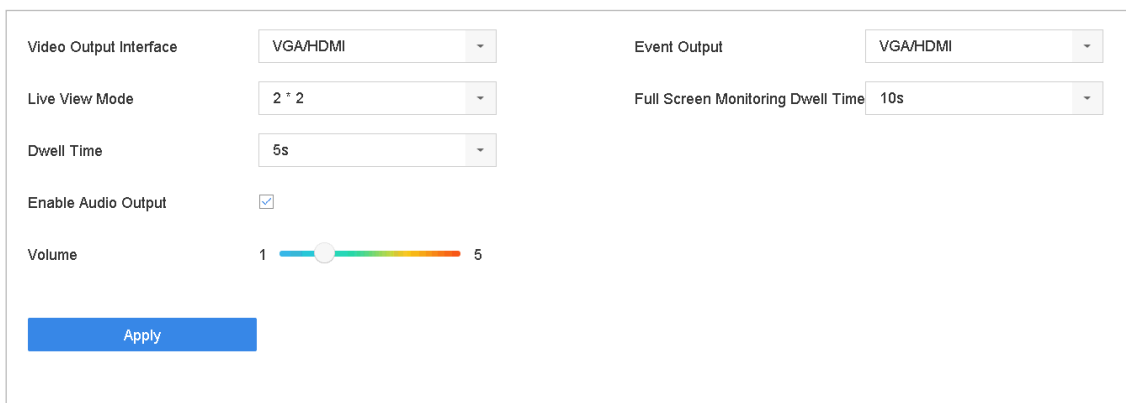 Video Output Interface VGA/HDMI Event Output VGA/HDMI
Live View Mode 2 * 2 Full Screen Monitoring Dwell Time 10s
Dwell Time 5s
Enable Audio Output
Volume 1 5
Apply